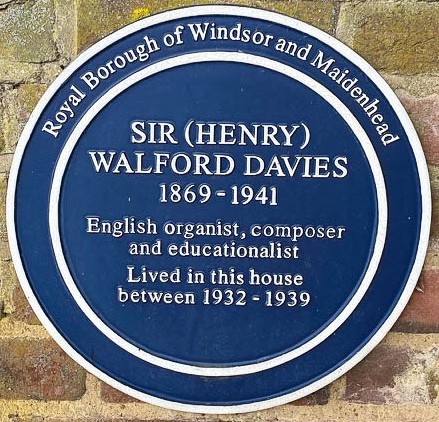 Royal Borough of Windsor and Maidenhead
SIR (HENRY)
WALFORD DAVIES
1869 - 1941
English organist, composer
and educationalist
Lived in this house
between 1932 - 1939